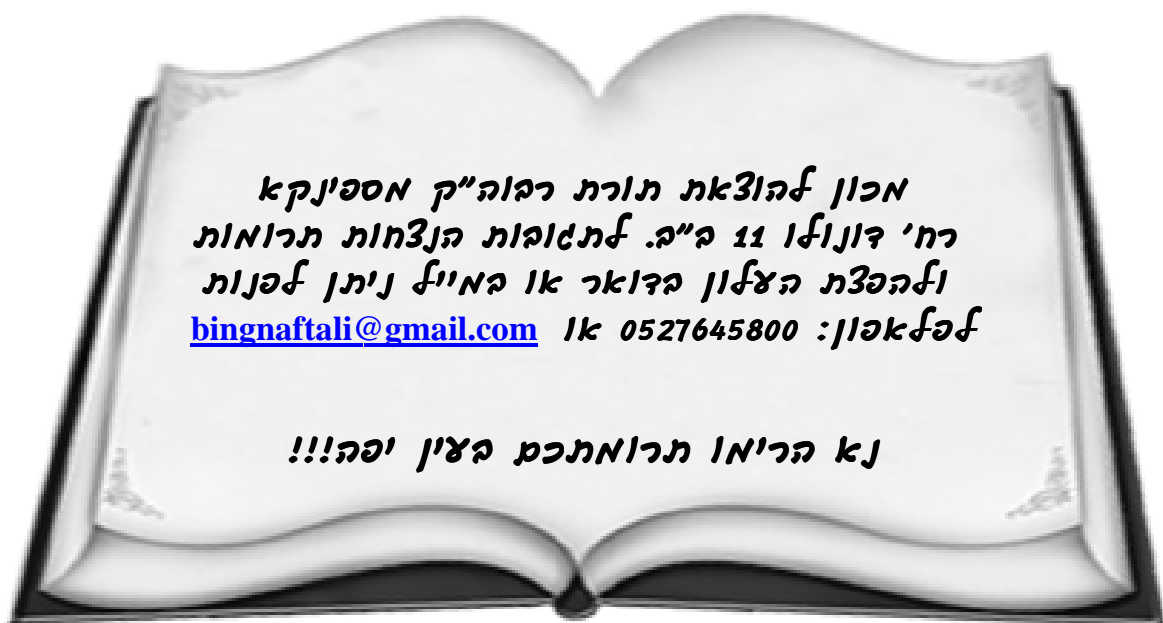 מכון להוצאת תורת רבוה"ק מספינקא
רח' דונולו 11 ב"ב. לתגובות הנצחות תרומות
ולהפצת העלון בדואר או במייל ניתן לפנות
לפלאפון: 0527645800 או bingnaftali@gmail.com
נא הרימו תרומתכם בעין יפה!!!